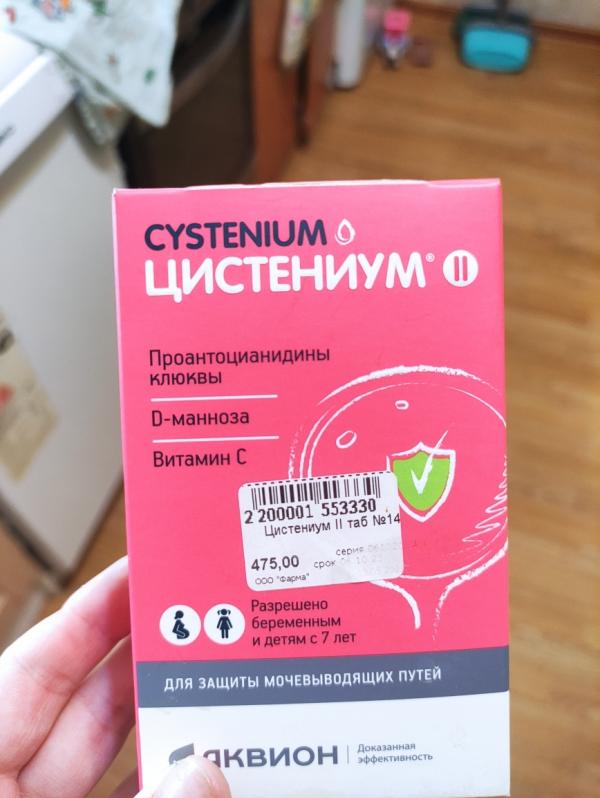 CYSTENIUM
ЦИСТЕНИУМ® II
Проантоцианидины
клюквы
D-манноза
Витамин С
2 200001 553330
Цистениум II таб №14
серия
475,00
срок
ООО "Фарма"
Разрешено
беременным
и детям с 7 лет
ДЛЯ ЗАЩИТЫ МОЧЕВЫВОДЯЩИХ ПУТЕЙ
АКВИОН
Доказанная
эффективность